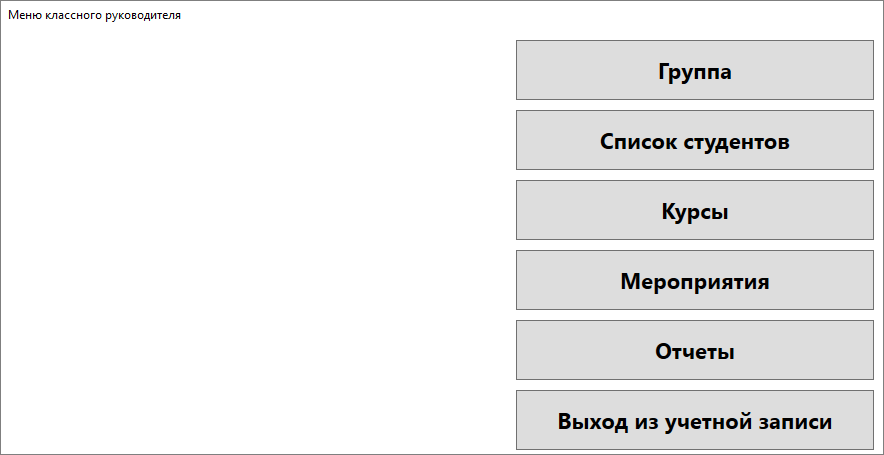 Меню классного руководителя
Группа
Список студентов
Курсы
Мероприятия
Отчеты
Выход из учетной записи